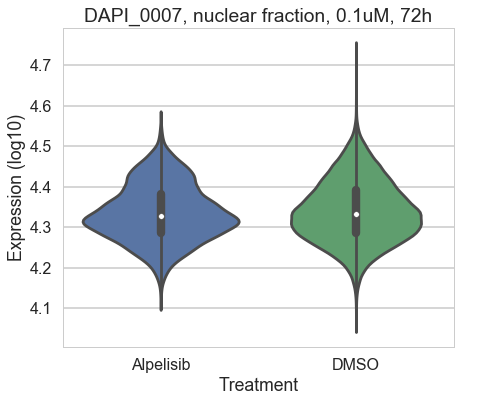 DAPI_0007, nuclear fraction, 0.1uM, 72h
Expression (log10)
4.7
4.6
4.5
4.4
4.3
4.2
4.1
Alpelisib DMSO
Treatment